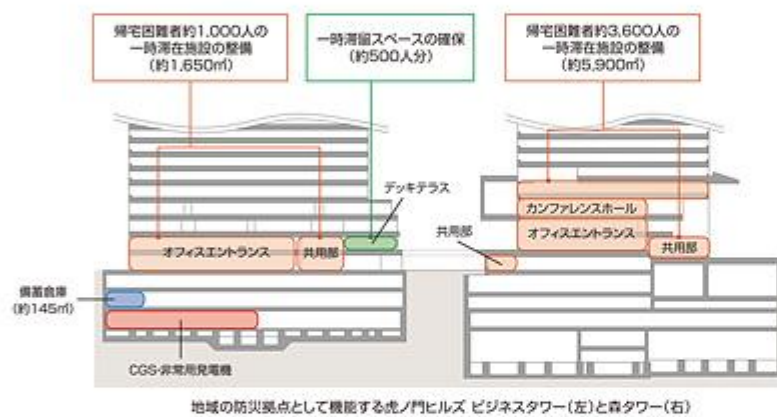 帰宅困難者約1,000人の
一時滞在施設の整備
(約1,650㎡)
一時滞留スペースの確保
(約500人分)
帰宅困難者約3,600人の
一時滞在施設の整備
(約5,900㎡)
デッキテラス
カンファレンスホール
オフィスエントランス
共用部
共用部
オフィスエントランス
共用部
備蓄倉庫
(約145㎡)
CGS・非常用発電機
地域の防災拠点として機能する虎ノ門ヒルズ ビジネスタワー(左)と森タワー(右)